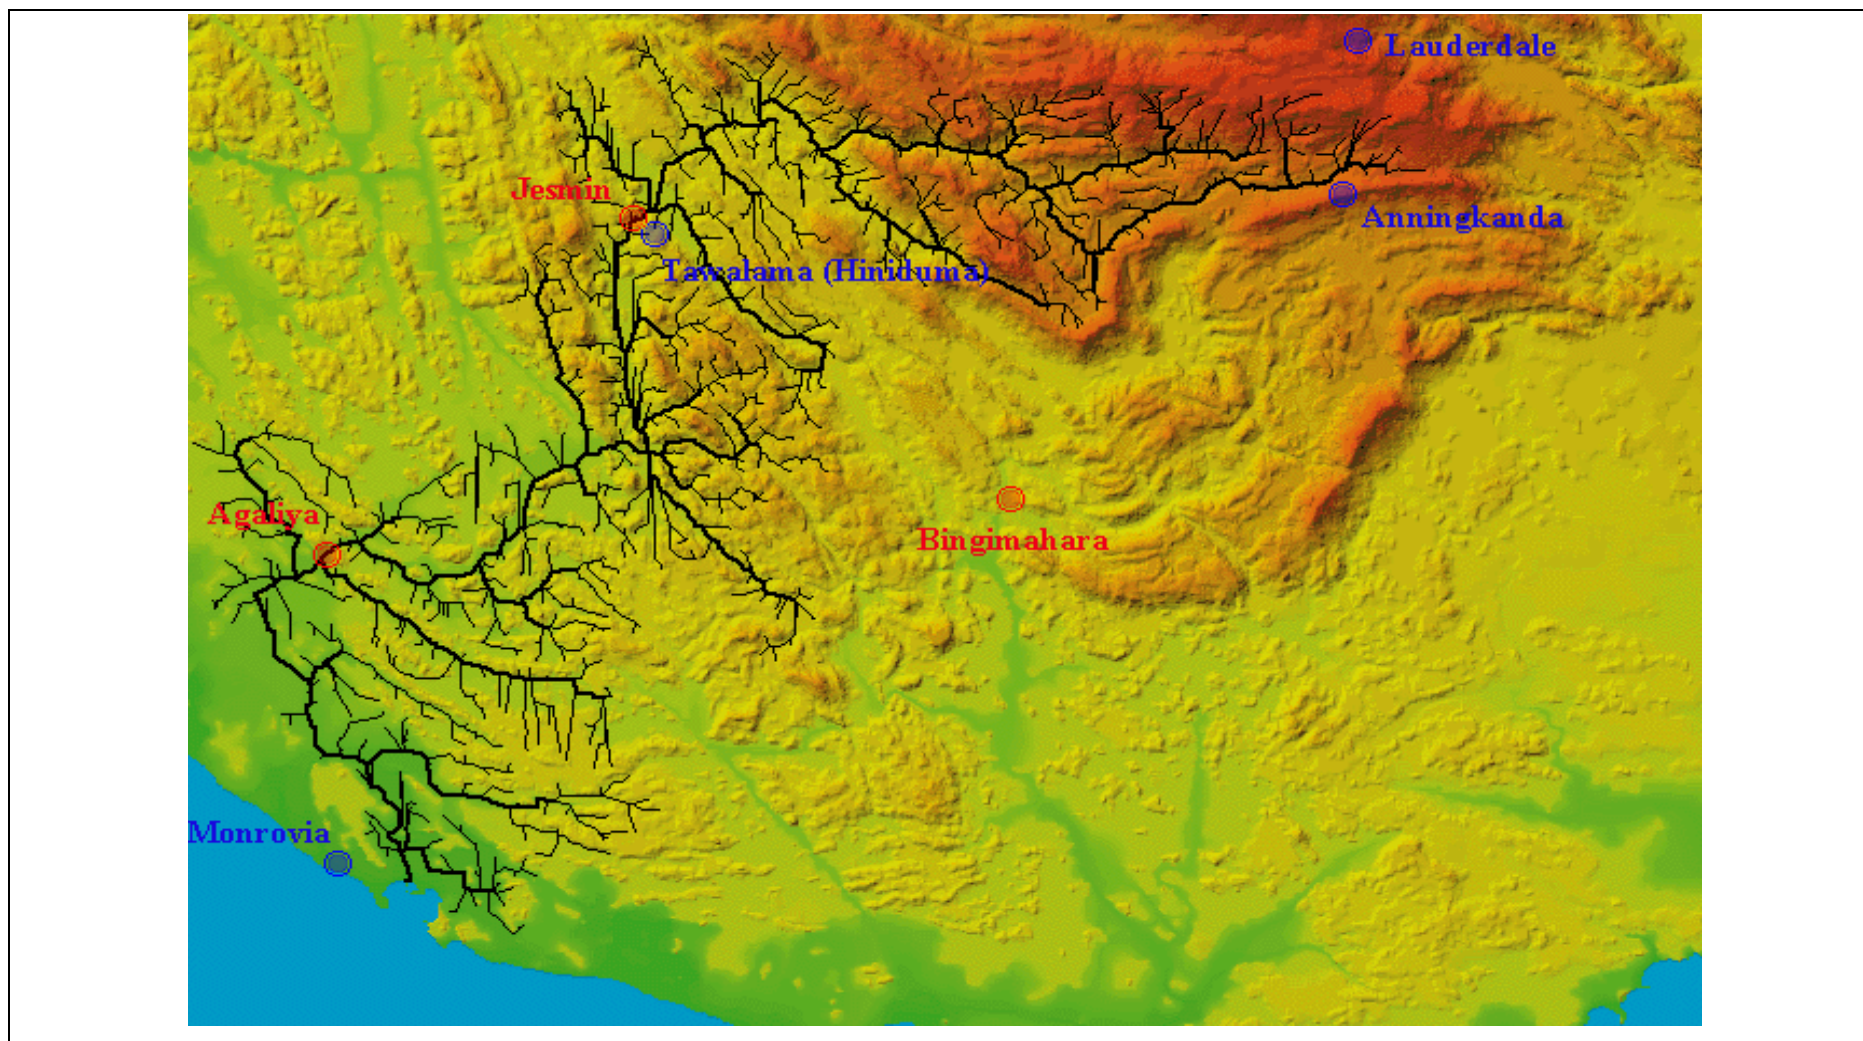 Lauderdale
Jesmin
Anningkanda
Tawalama (Hiniduma)
Agaliya
Bingimahara
Monrovia